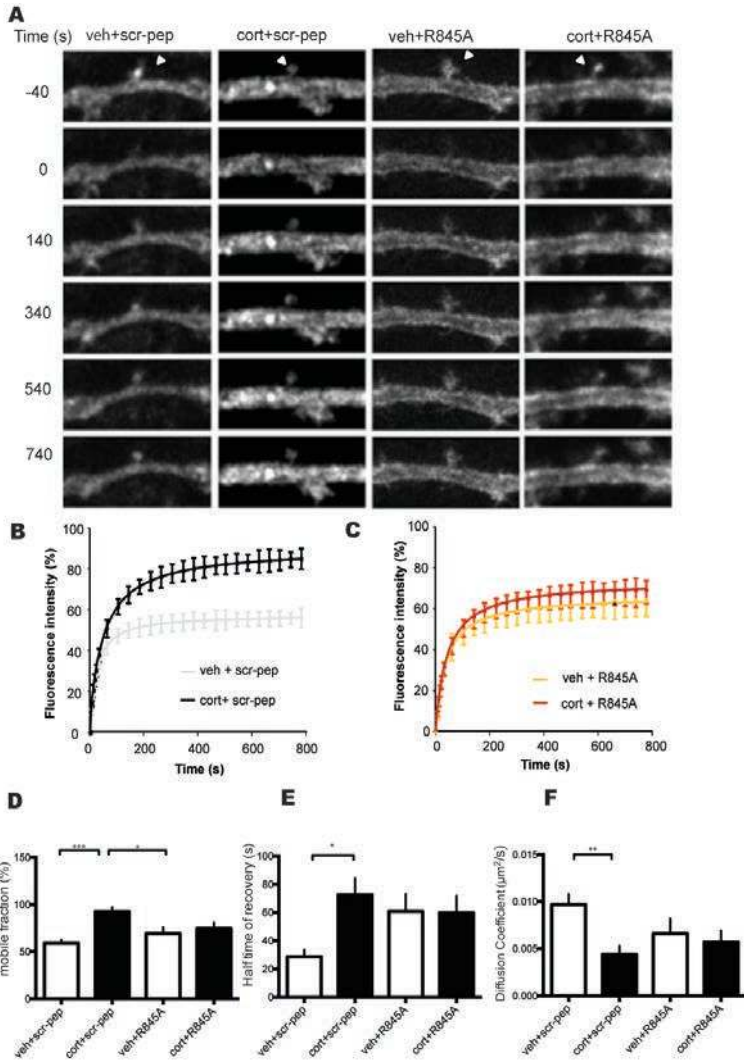 A
Time (s) veh+scr-pep cort+scr-pep veh+R845A cort+R845A
-40
0
140
340
540
740
B
Fluorescence intensity (%)
100
80
60
40
20
0
veh + scr-pep
cort+ scr-pep
0 200 400 600 800
Time (s)
C
Fluorescence intensity (%)
100
80
60
40
20
0
veh + R845A
cort + R845A
0 200 400 600 800
Time (s)
D
mobile fraction (%)
150
100
50
0
*** *
veh+scr-pep cort+scr-pep veh+R845A cort+R845A
E
Half time of recovery (s)
100
80
60
40
20
0
*
veh+scr-pep cort+scr-pep veh+R845A cort+R845A
F
Diffusion Coefficient (µm²/s)
0.015
0.010
0.005
0.000
**
veh+scr-pep cort+scr-pep veh+R845A cort+R845A